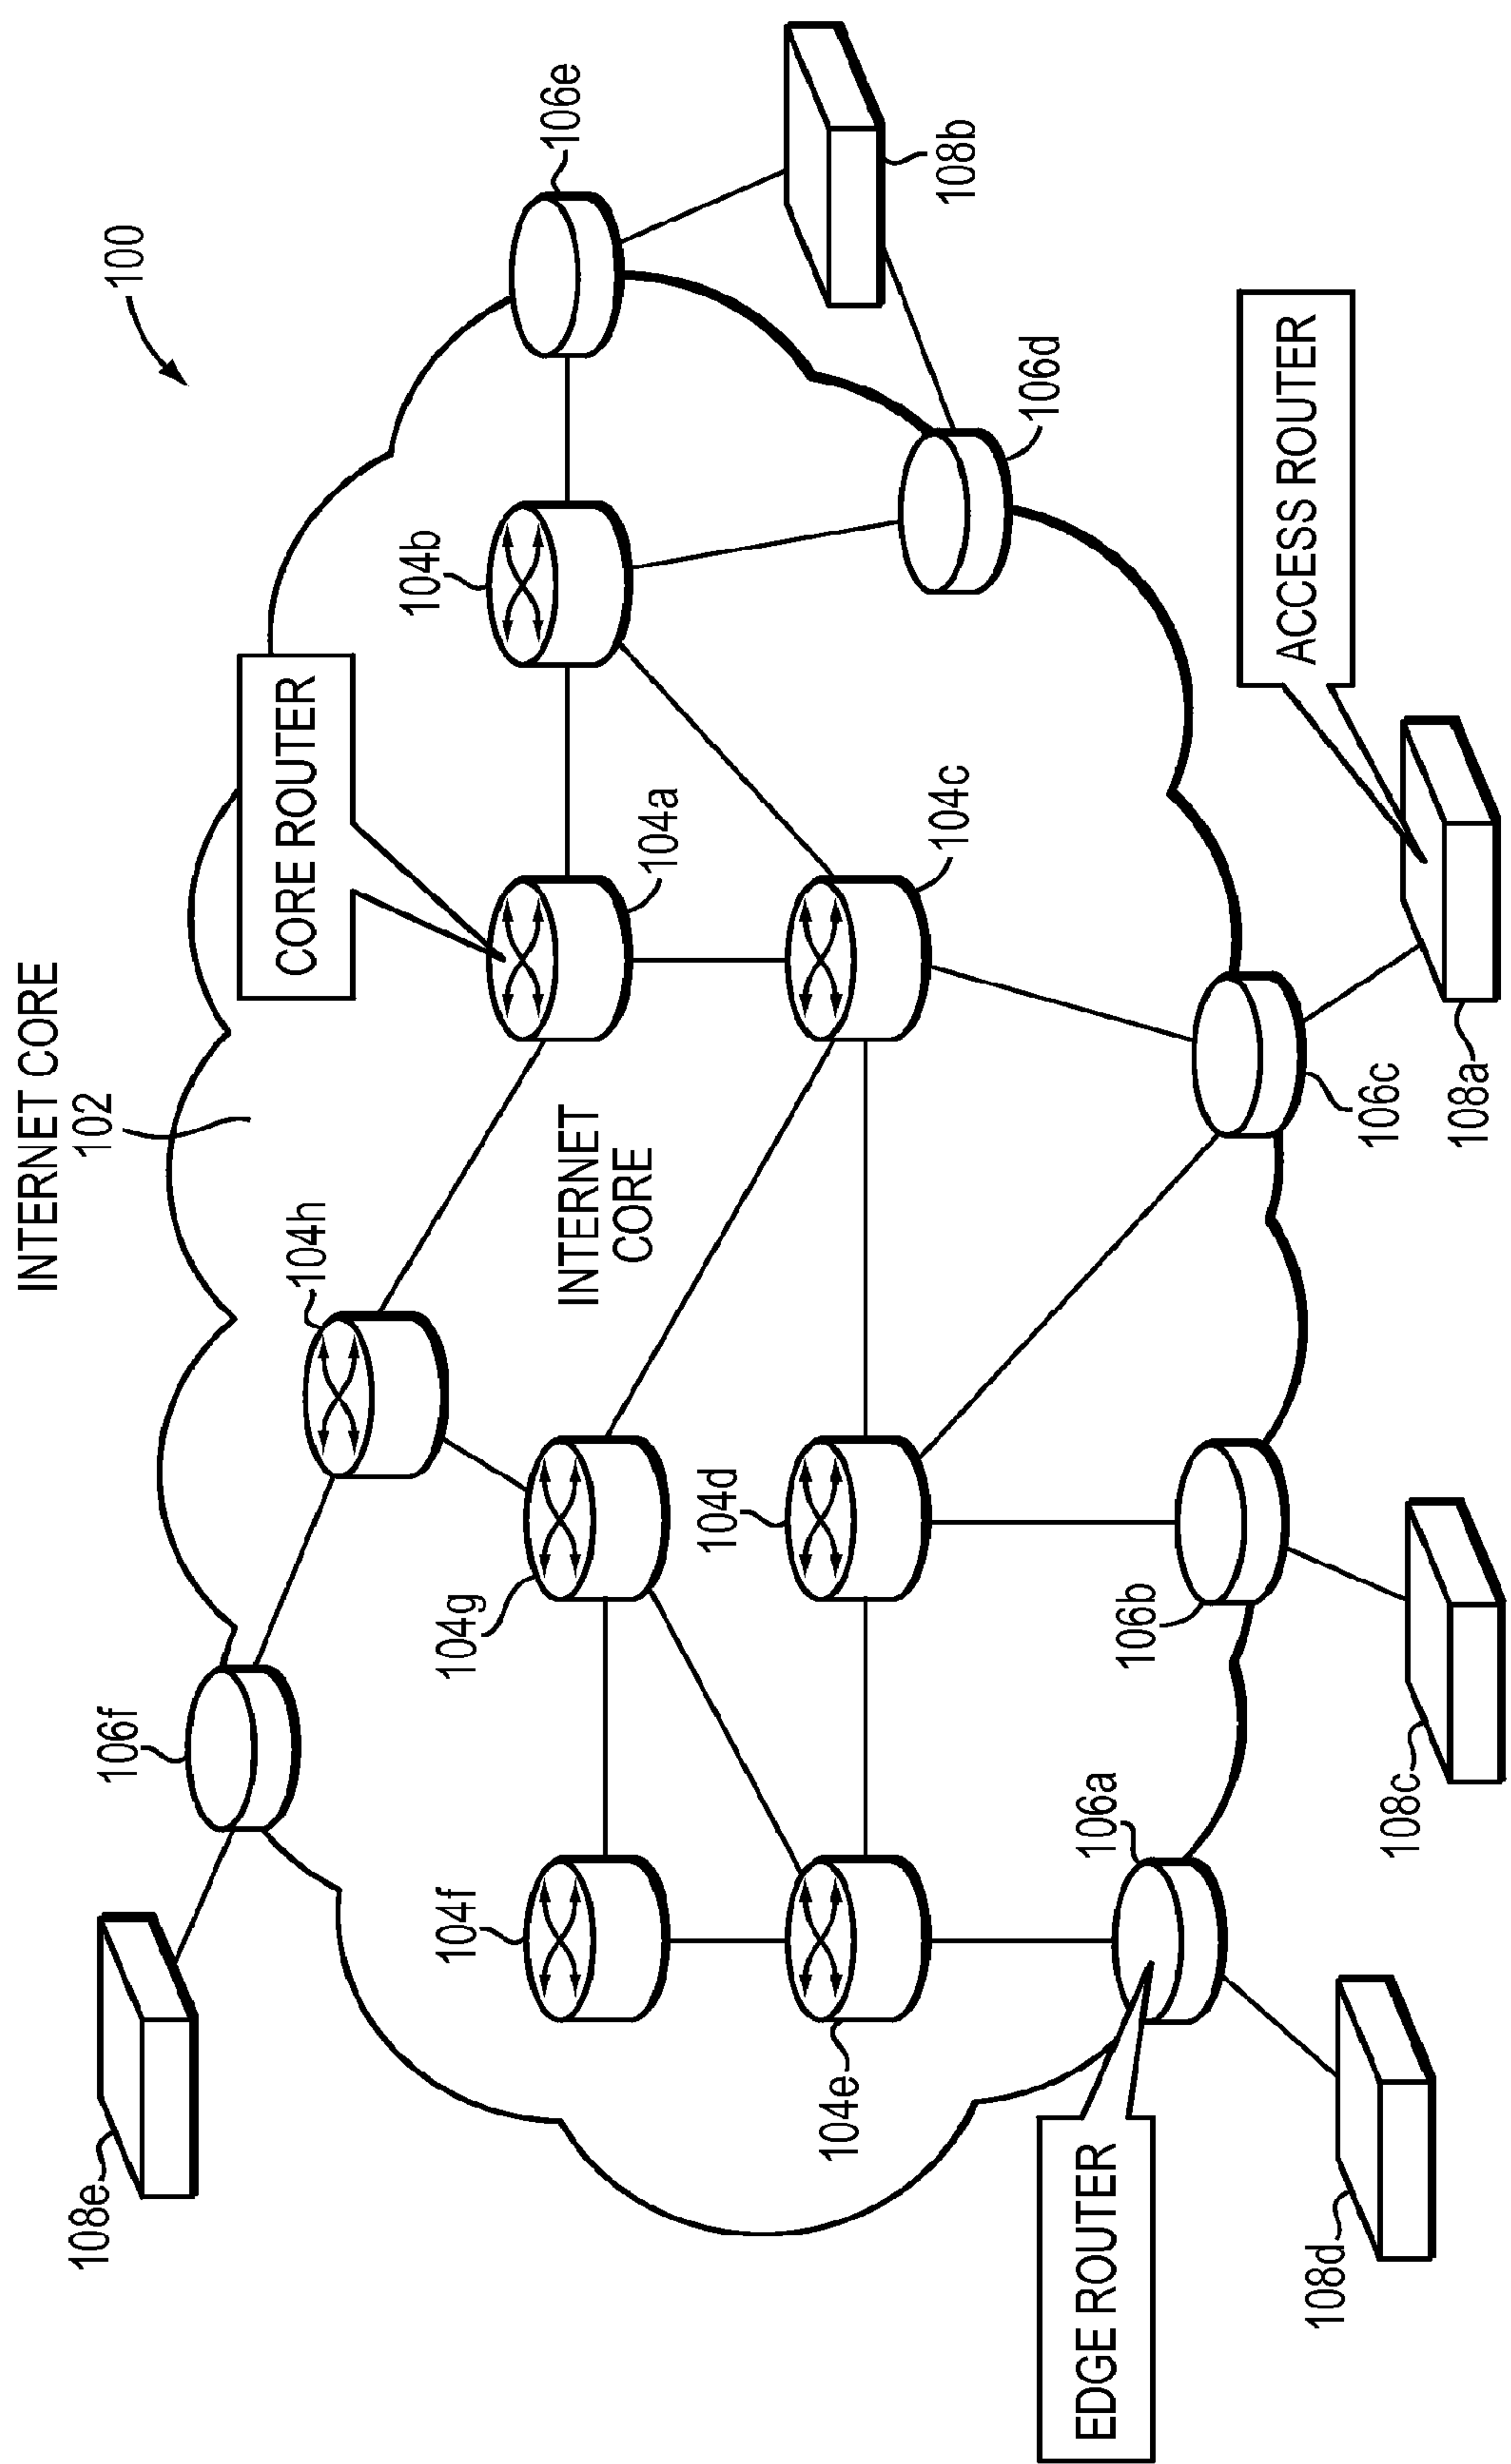 INTERNET CORE
102
100
108e
106f
104h
CORE ROUTER
104b
106e
104f
104g
INTERNET
CORE
104a
108b
104d
104c
106d
104e
EDGE ROUTER
106a
106b
106c
ACCESS ROUTER
108d
108c
108a